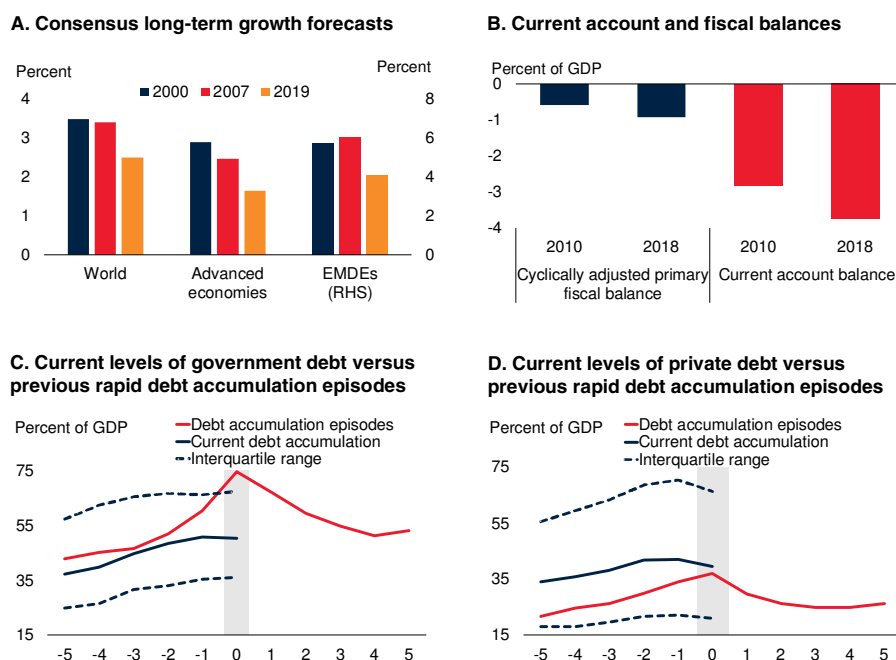 A. Consensus long-term growth forecasts
Percent
Percent
2000 2007 2019
4
3
2
1
0
8
6
4
2
0
World
Advanced
economies
EMDEs
(RHS)
B. Current account and fiscal balances
Percent of GDP
0
-1
-2
-3
-4
2010 2018 2010 2018
Cyclically adjusted primary
fiscal balance
Current account balance
C. Current levels of government debt versus
previous rapid debt accumulation episodes
Percent of GDP
Debt accumulation episodes
Current debt accumulation
Interquartile range
75
55
35
15
-5 -4 -3 -2 -1 0 1 2 3 4 5
D. Current levels of private debt versus
previous rapid debt accumulation episodes
Percent of GDP
Debt accumulation episodes
Current debt accumulation
Interquartile range
75
55
35
15
-5 -4 -3 -2 -1 0 1 2 3 4 5